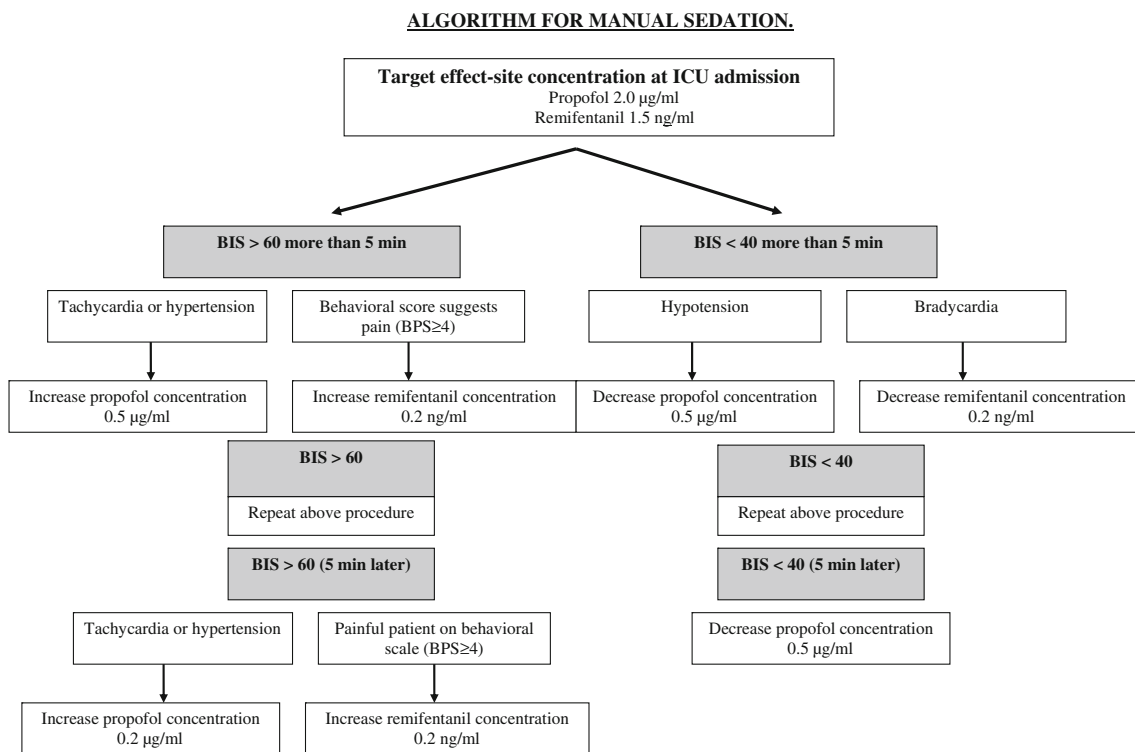 ALGORITHM FOR MANUAL SEDATION.
Target effect-site concentration at ICU admission
Propofol 2.0 µg/ml
Remifentanil 1.5 ng/ml
BIS > 60 more than 5 min
BIS < 40 more than 5 min
Tachycardia or hypertension
Behavioral score suggests
pain (BPS≥4)
Hypotension
Bradycardia
Increase propofol concentration
0.5 µg/ml
Increase remifentanil concentration
0.2 ng/ml
Decrease propofol concentration
0.5 µg/ml
Decrease remifentanil concentration
0.2 ng/ml
BIS > 60
Repeat above procedure
BIS < 40
Repeat above procedure
BIS > 60 (5 min later)
BIS < 40 (5 min later)
Tachycardia or hypertension
Painful patient on behavioral
scale (BPS≥4)
Decrease propofol concentration
0.5 µg/ml
Increase propofol concentration
0.2 µg/ml
Increase remifentanil concentration
0.2 ng/ml